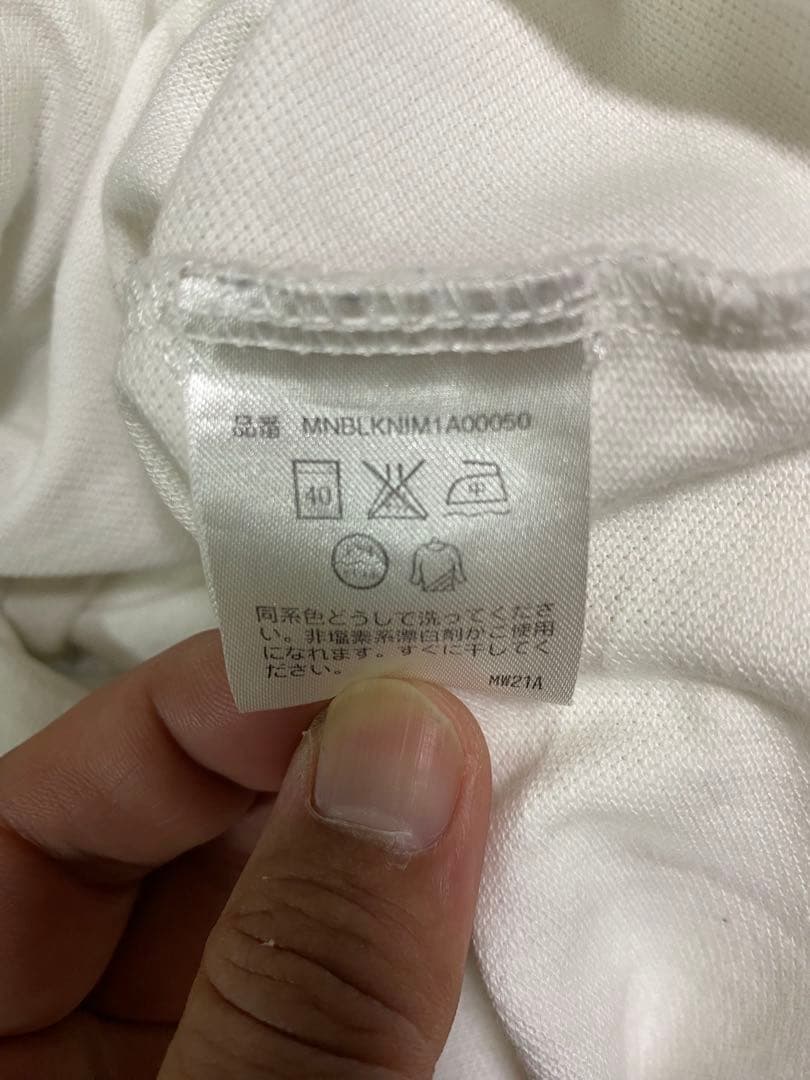 品番 MNBLKNIM1A00050
40
中
同系色どうして洗ってくださ
い。非塩素系漂白剤がご使用
になれます。すぐに干してく
ださい。
MW21A